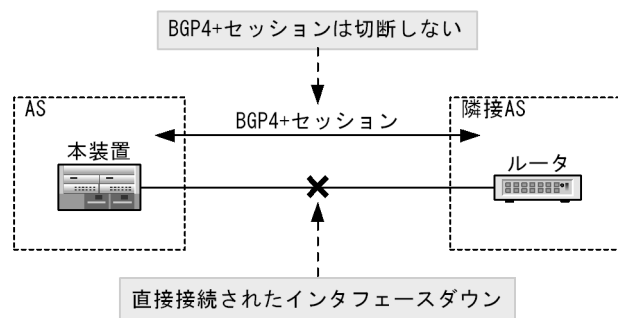 BGP4+セッションは切断しない
AS
隣接AS
BGP4+セッション
本装置
ルータ
直接接続されたインタフェースダウン